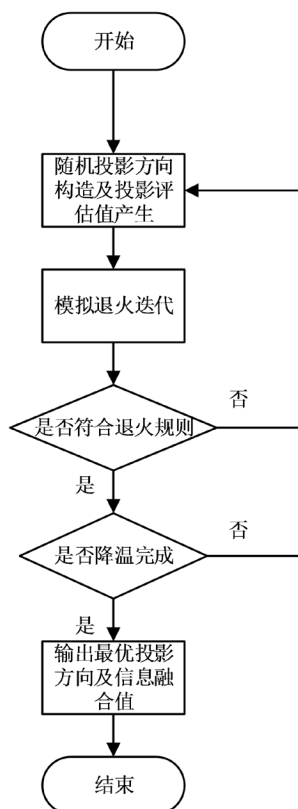 开始
随机投影方向
构造及投影评
估值产生
模拟退火迭代
否
是否符合退火规则
是
否
是否降温完成
是
输出最优投影
方向及信息融
合值
结束